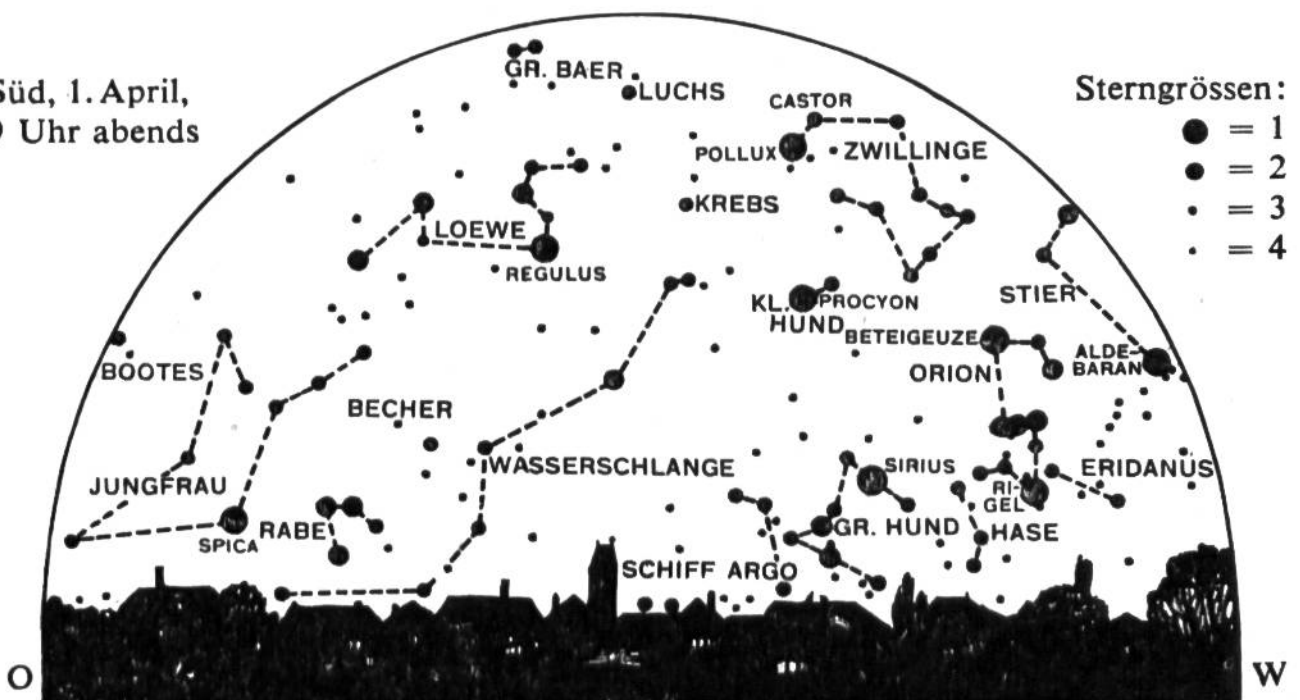 Süd, 1. April,
Uhr abends
Sterngrössen:
= 1
= 2
= 3
= 4
GR. BAER
LUCHS
CASTOR
POLLUX
ZWILLINGE
KREBS
LOEWE
REGULUS
KL. PROCYON
HUND
STIER
BETEIGEUZE
ALDE-
BARAN
ORION
BOOTES
BECHER
WASSERSCHLANGE
SIRIUS
ERIDANUS
JUNGFRAU
RI-
GEL
SPICA
RABE
GR. HUND
HASE
SCHIFF ARGO
O
W